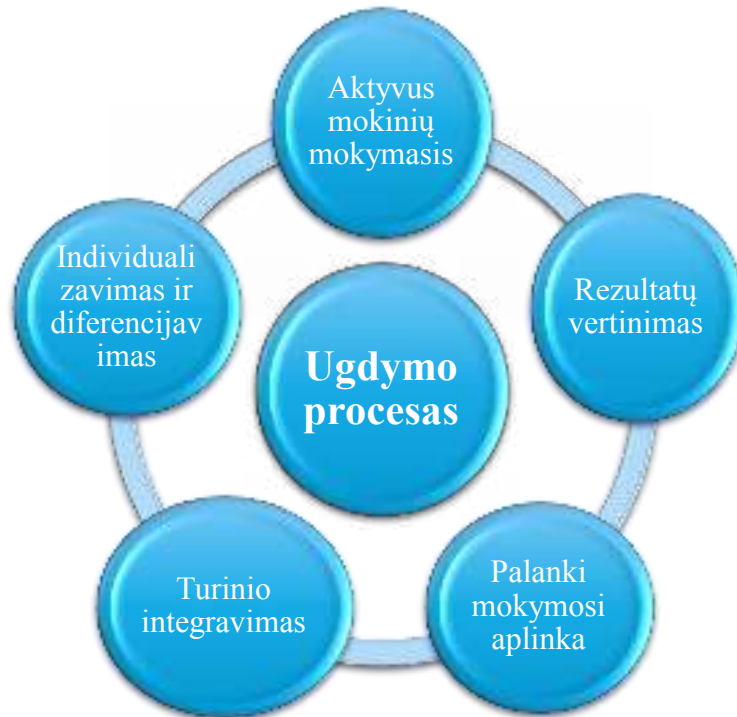 Aktyvus
mokinių
mokymasis
Individuali
zavimas ir
diferencijav
imas
Rezultatų
vertinimas
Ugdymo
procesas
Turinio
integravimas
Palanki
mokymosi
aplinka